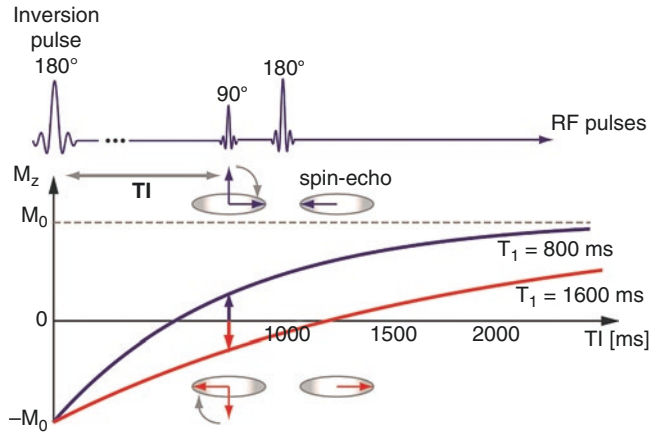 Inversion
pulse
180°
90°
180°
RF pulses
M₀
TI
spin-echo
M_z
T₁ = 800 ms
T₁ = 1600 ms
0
1000
1500
2000
TI [ms]
–M₀